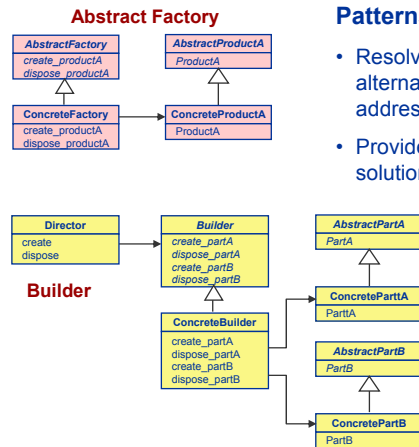 Abstract Factory
AbstractFactory
create_productA
dispose_productA
AbstractProductA
ProductA
ConcreteFactory
create_productA
dispose_productA
ConcreteProductA
ProductA
Pattern
• Resolv
alterna
addres
• Provide
solution
Director
create
dispose
Builder
Builder
create_partA
dispose_partA
create_partB
dispose_partB
ConcreteBuilder
create_partA
dispose_partA
create_partB
dispose_partB
AbstractPartA
PartA
ConcreteParttA
ParttA
AbstractPartB
PartB
ConcretePartB
PartB